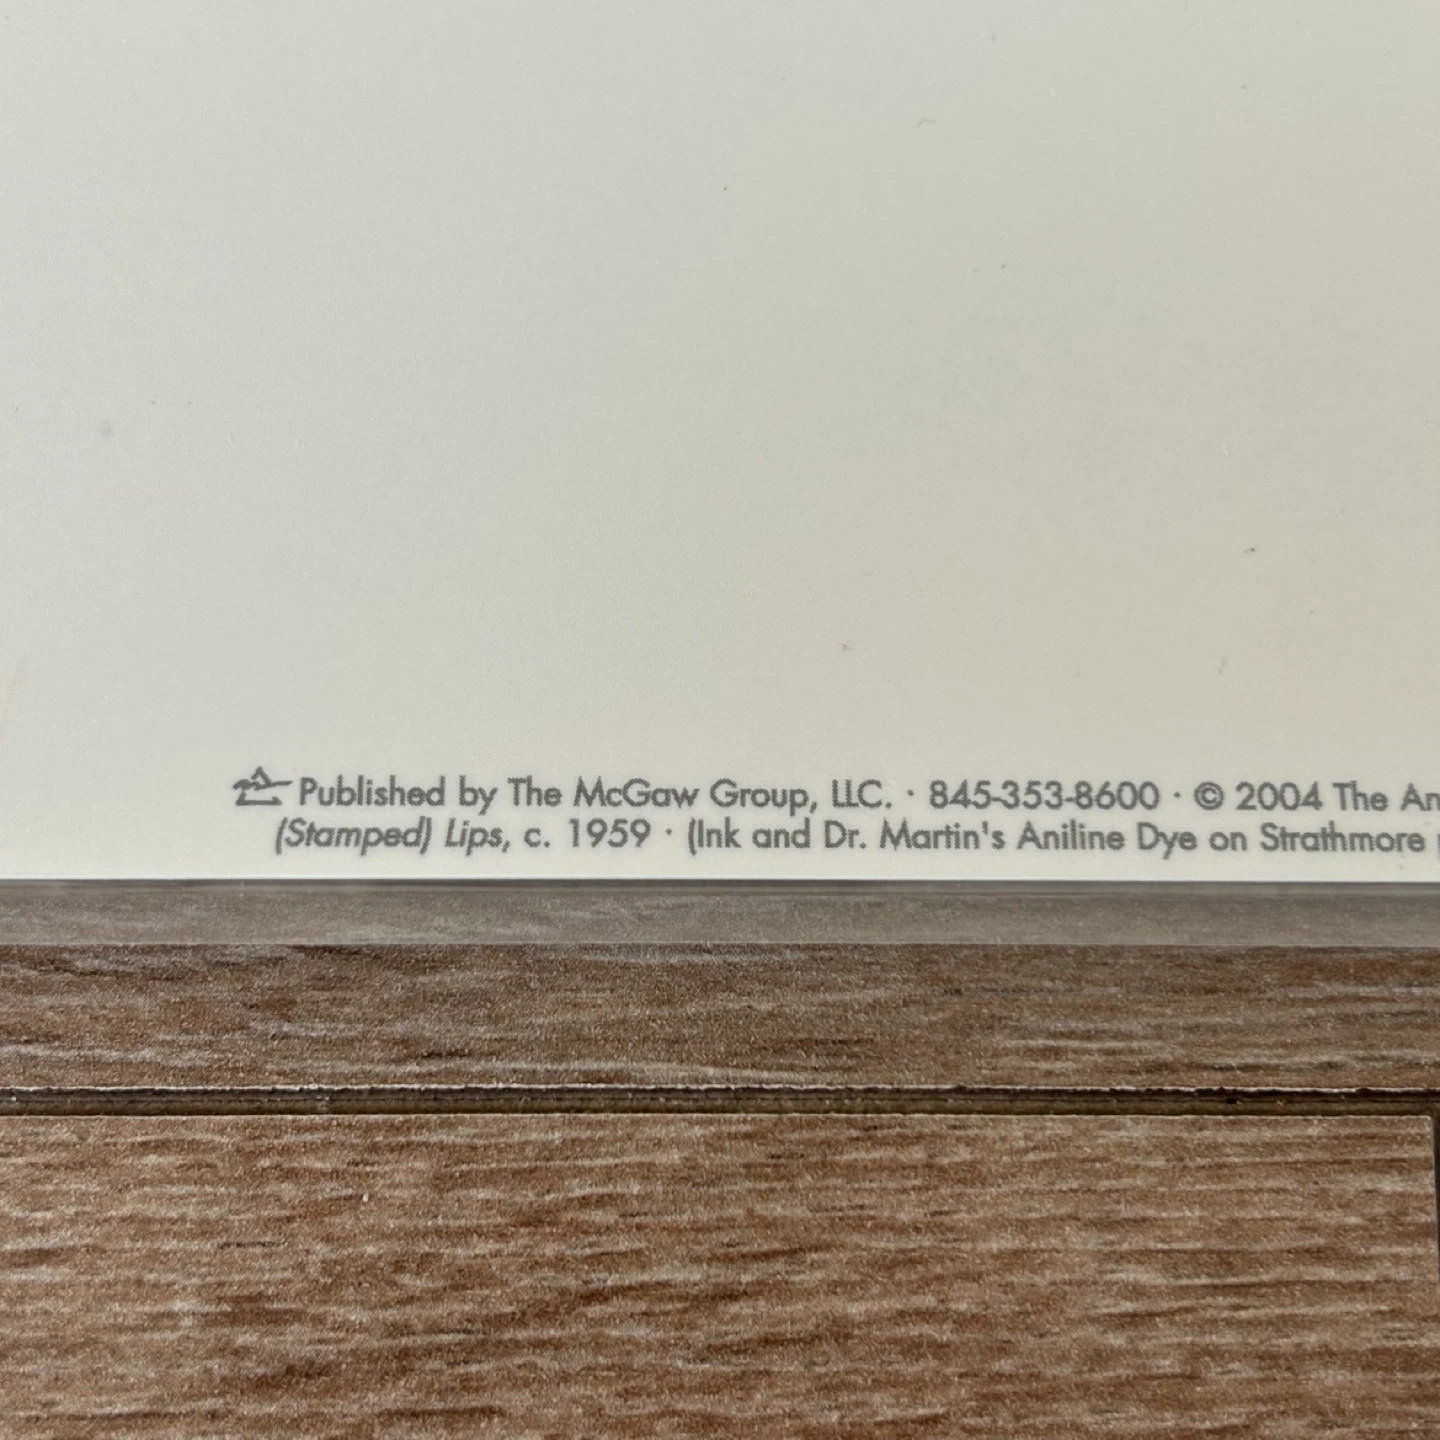 Published by The McGaw Group, LLC. · 845-353-8600 · © 2004 The An
(Stamped) Lips, c. 1959 · (Ink and Dr. Martin's Aniline Dye on Strathmore